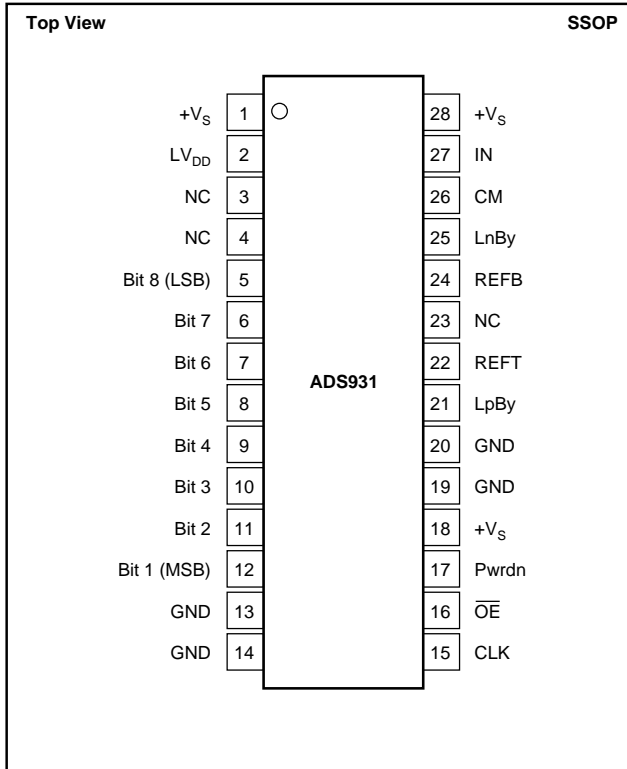 Top View SSOP
+VS 1 28 +VS
LVDD 2 27 IN
NC 3 26 CM
NC 4 25 LnBy
Bit 8 (LSB) 5 24 REFB
Bit 7 6 23 NC
Bit 6 7 22 REFT
ADS931
Bit 5 8 21 LpBy
Bit 4 9 20 GND
Bit 3 10 19 GND
Bit 2 11 18 +VS
Bit 1 (MSB) 12 17 Pwrdn
GND 13 16 O̅E̅
GND 14 15 CLK